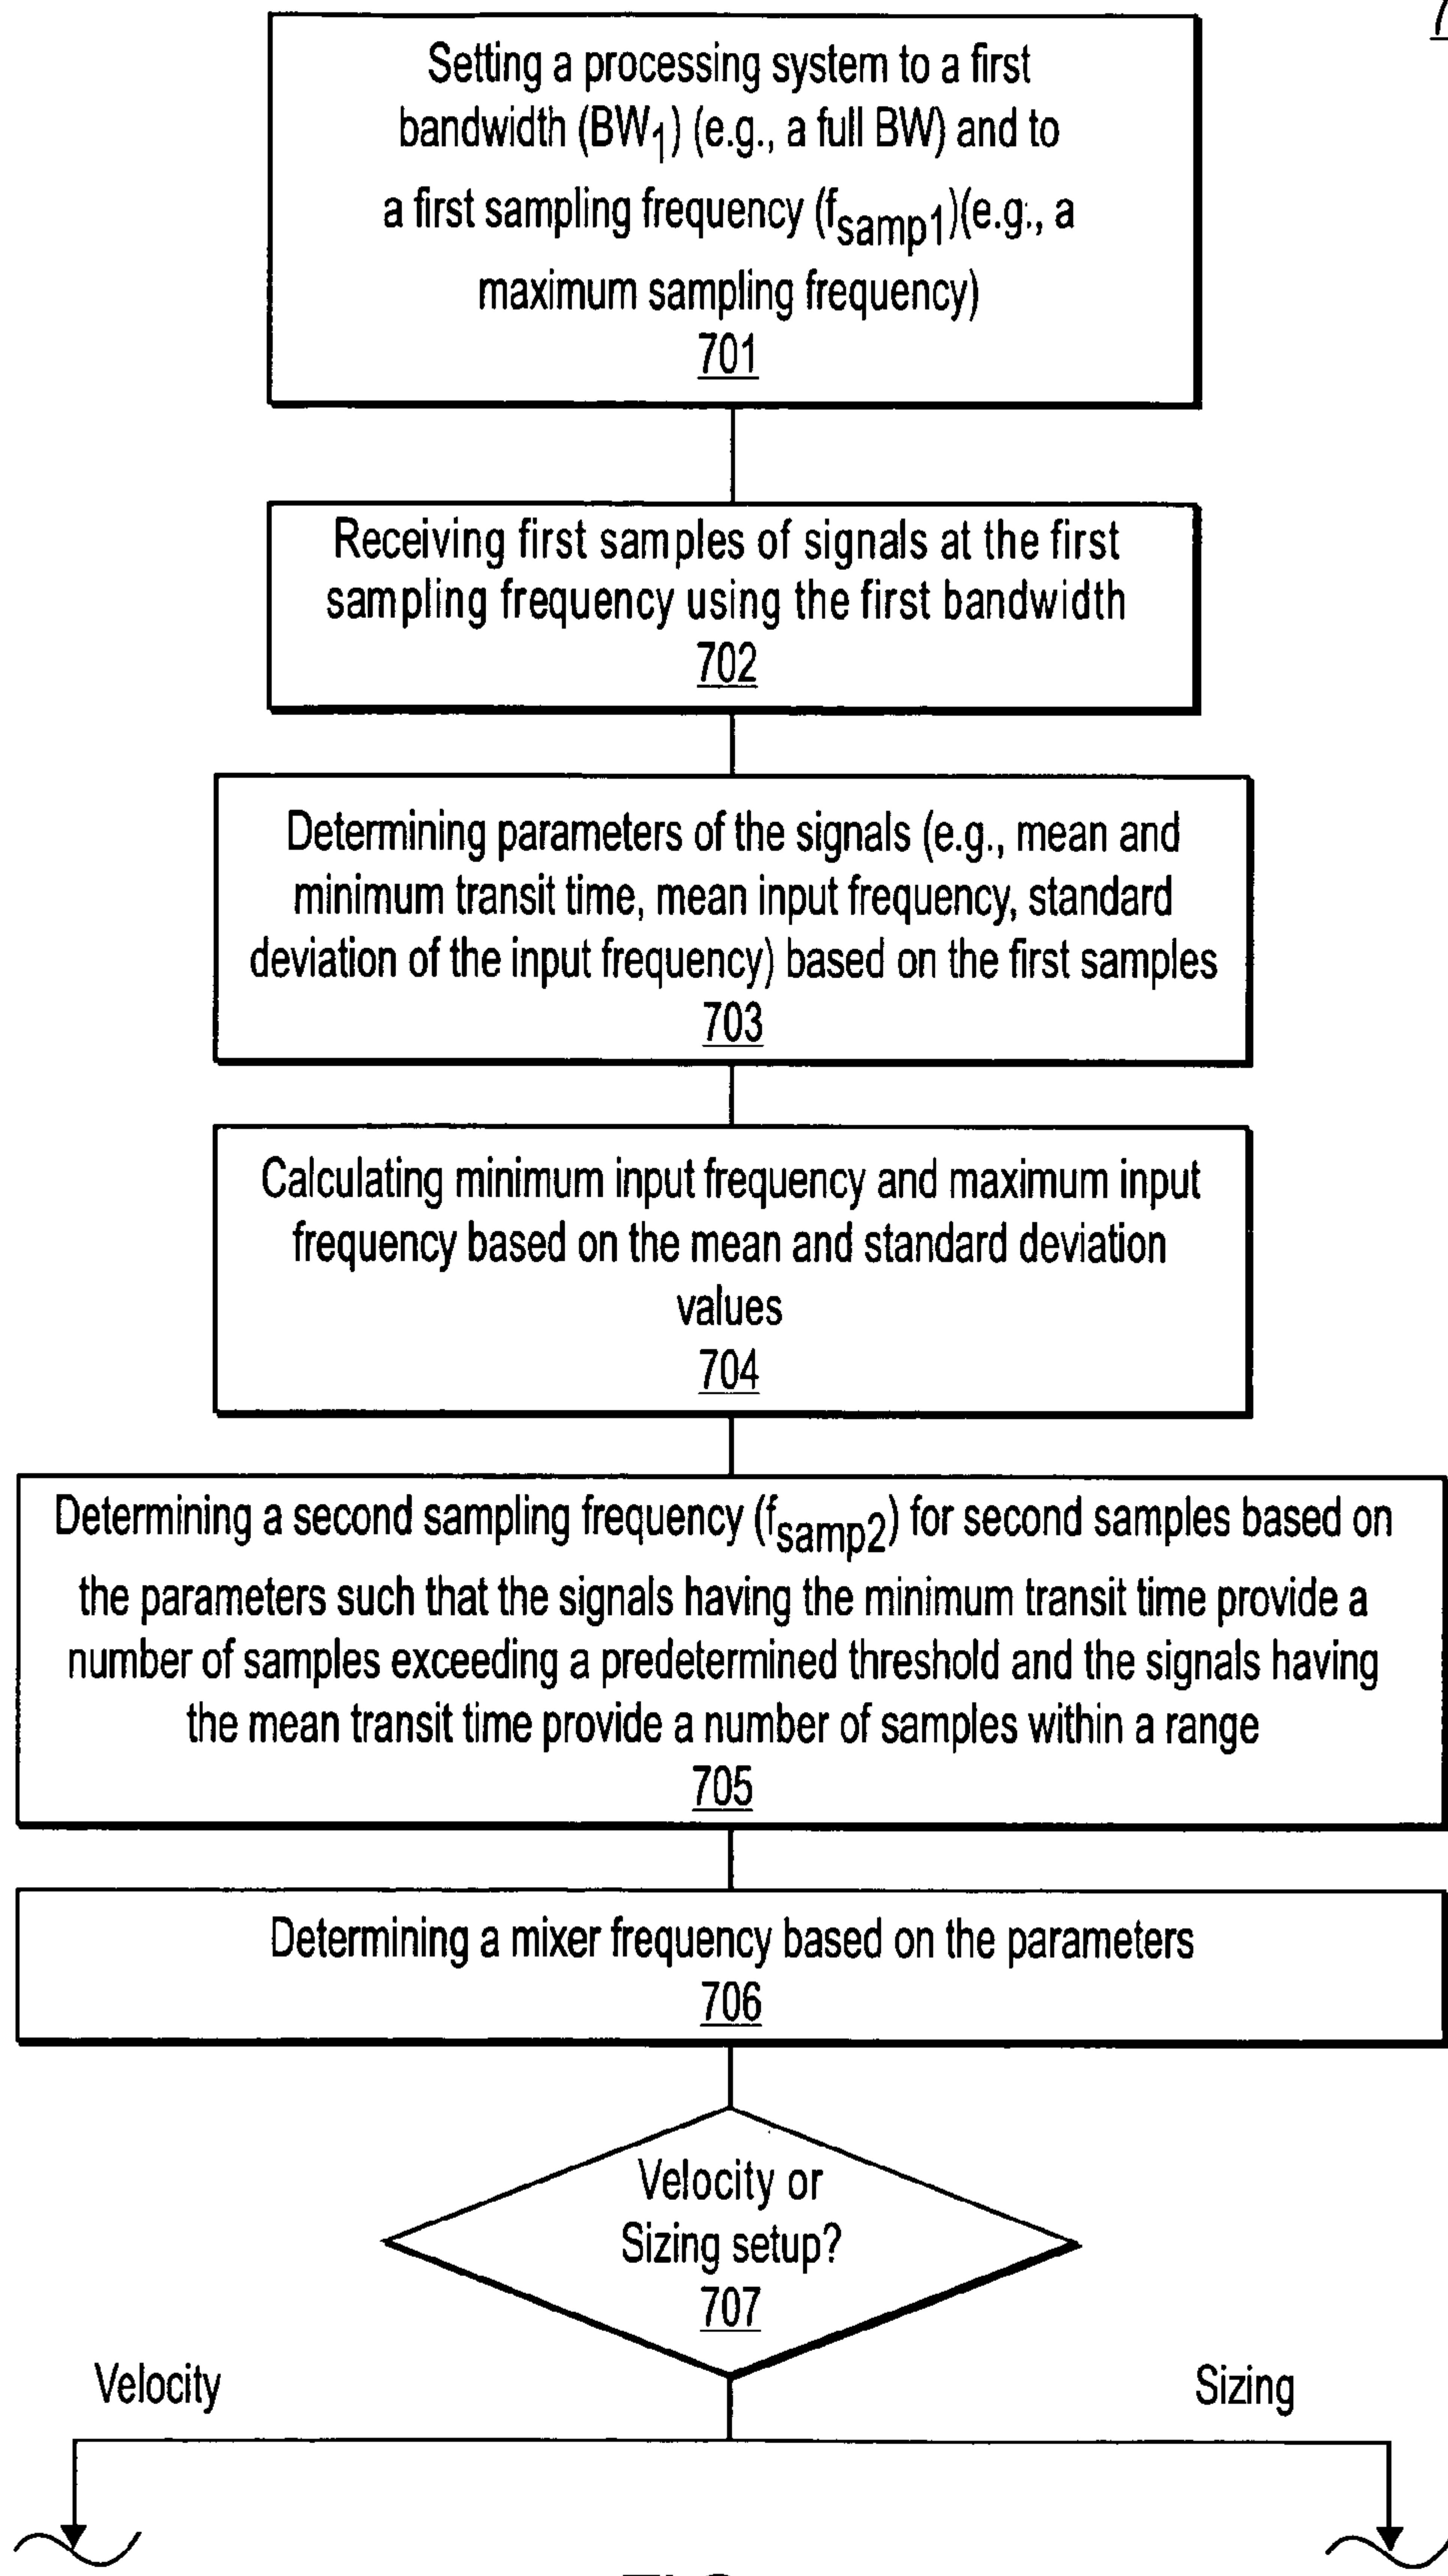 Setting a processing system to a first
bandwidth (BW1) (e.g., a full BW) and to
a first sampling frequency (fsamp1)(e.g., a
maximum sampling frequency)
701
Receiving first samples of signals at the first
sampling frequency using the first bandwidth
702
Determining parameters of the signals (e.g., mean and
minimum transit time, mean input frequency, standard
deviation of the input frequency) based on the first samples
703
Calculating minimum input frequency and maximum input
frequency based on the mean and standard deviation
values
704
Determining a second sampling frequency (fsamp2) for second samples based on
the parameters such that the signals having the minimum transit time provide a
number of samples exceeding a predetermined threshold and the signals having
the mean transit time provide a number of samples within a range
705
Determining a mixer frequency based on the parameters
706
Velocity or
Sizing setup?
707
Velocity
Sizing